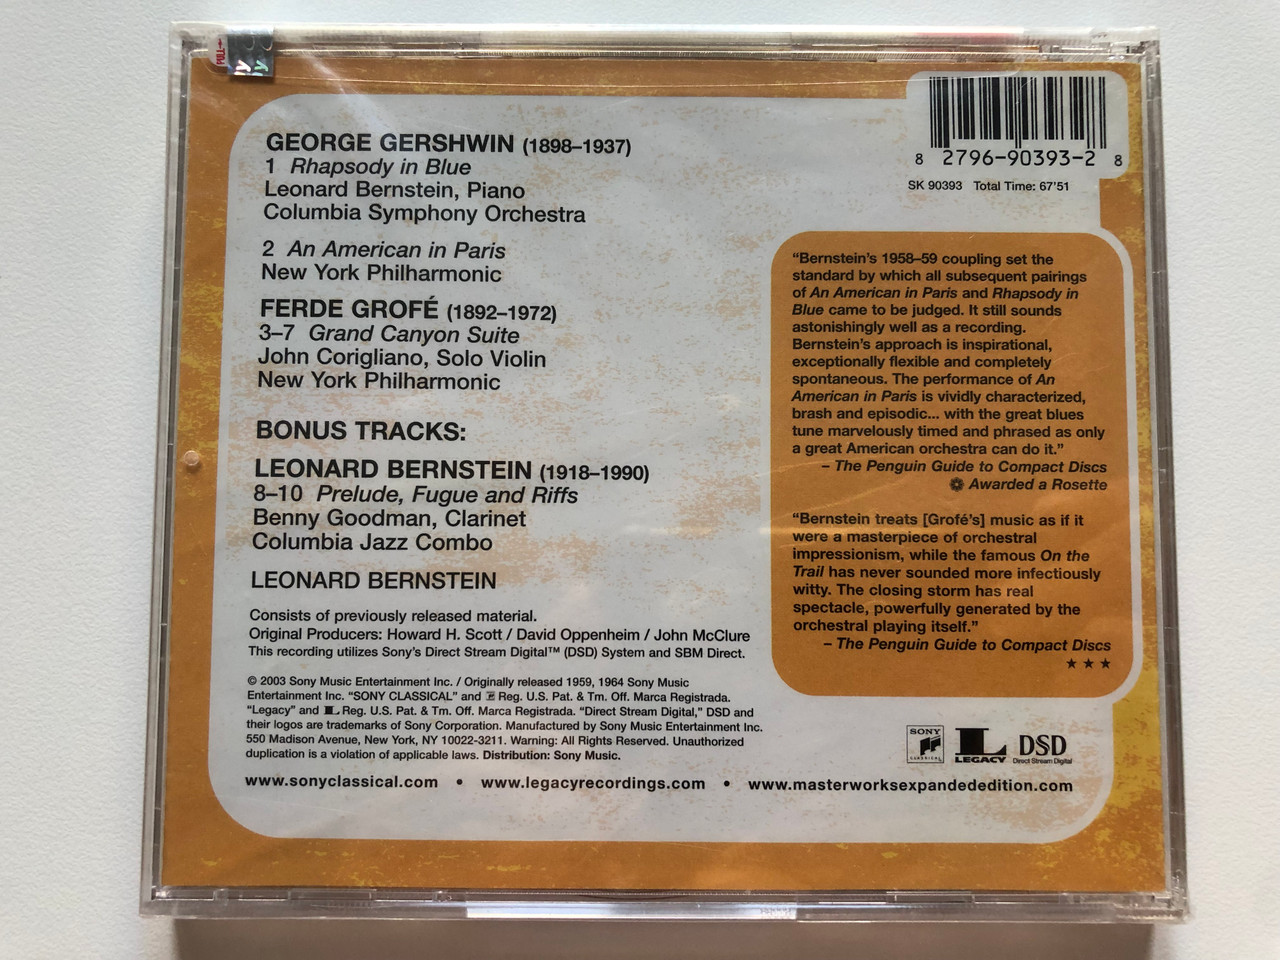 PULL
GEORGE GERSHWIN (1898–1937)
1 Rhapsody in Blue
Leonard Bernstein, Piano
Columbia Symphony Orchestra
2 An American in Paris
New York Philharmonic
FERDE GROFÉ (1892–1972)
3–7 Grand Canyon Suite
John Corigliano, Solo Violin
New York Philharmonic
BONUS TRACKS:
LEONARD BERNSTEIN (1918–1990)
8–10 Prelude, Fugue and Riffs
Benny Goodman, Clarinet
Columbia Jazz Combo
LEONARD BERNSTEIN
Consists of previously released material.
Original Producers: Howard H. Scott / David Oppenheim / John McClure
This recording utilizes Sony's Direct Stream Digital™ (DSD) System and SBM Direct.
© 2003 Sony Music Entertainment Inc. / Originally released 1959, 1964 Sony Music
Entertainment Inc. "SONY CLASSICAL" and Reg. U.S. Pat. & Tm. Off. Marca Registrada.
"Legacy" and L Reg. U.S. Pat. & Tm. Off. Marca Registrada. "Direct Stream Digital," DSD and
their logos are trademarks of Sony Corporation. Manufactured by Sony Music Entertainment Inc.
550 Madison Avenue, New York, NY 10022-3211. Warning: All Rights Reserved. Unauthorized
duplication is a violation of applicable laws. Distribution: Sony Music.
www.sonyclassical.com • www.legacyrecordings.com • www.masterworksexpandededition.com
8 2796-90393-2 8
SK 90393 Total Time: 67'51
"Bernstein's 1958–59 coupling set the
standard by which all subsequent pairings
of An American in Paris and Rhapsody in
Blue came to be judged. It still sounds
astonishingly well as a recording.
Bernstein's approach is inspirational,
exceptionally flexible and completely
spontaneous. The performance of An
American in Paris is vividly characterized,
brash and episodic... with the great blues
tune marvelously timed and phrased as only
a great American orchestra can do it."
– The Penguin Guide to Compact Discs
Awarded a Rosette
"Bernstein treats [Grofé's] music as if it
were a masterpiece of orchestral
impressionism, while the famous On the
Trail has never sounded more infectiously
witty. The closing storm has real
spectacle, powerfully generated by the
orchestral playing itself."
– The Penguin Guide to Compact Discs
★ ★ ★
SONY
CLASSICAL
L
LEGACY
DSD
Direct Stream Digital